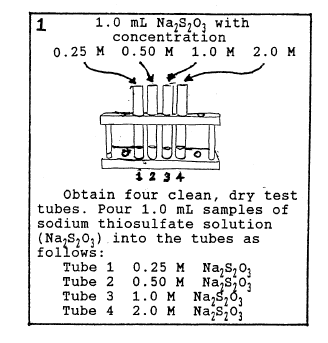 1
1.0 mL Na₂S₂O₃ with
concentration
0.25 M 0.50 M 1.0 M 2.0 M
1 2 3 4
Obtain four clean, dry test
tubes. Pour 1.0 mL samples of
sodium thiosulfate solution
(Na₂S₂O₃) into the tubes as
follows:
Tube 1 0.25 M Na₂S₂O₃
Tube 2 0.50 M Na₂S₂O₃
Tube 3 1.0 M Na₂S₂O₃
Tube 4 2.0 M Na₂S₂O₃